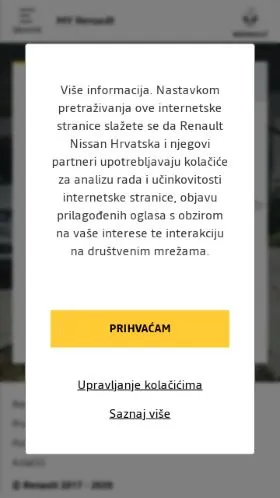 MY Renault
Više informacija. Nastavkom
pretraživanja ove internetske
stranice slažete se da Renault
Nissan Hrvatska i njegovi
partneri upotrebljavaju kolačiće
za analizu rada i učinkovitosti
internetske stranice, objavu
prilagođenih oglasa s obzirom
na vaše interese te interakciju
na društvenim mrežama.
PRIHVAĆAM
Upravljanje kolačićima
Saznaj više
© Renault 2017 - 2020